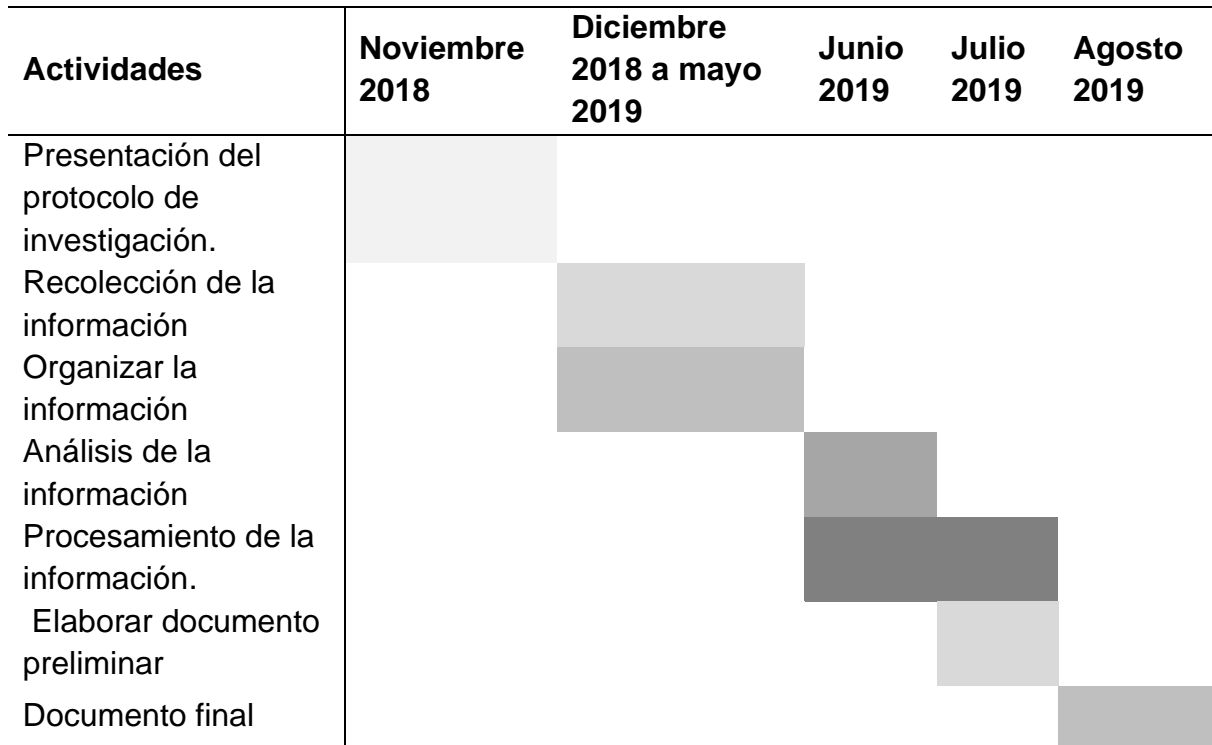 Actividades
Noviembre
2018
Diciembre
2018 a mayo
2019
Junio
2019
Julio
2019
Agosto
2019
Presentación del
protocolo de
investigación.
Recolección de la
información
Organizar la
información
Análisis de la
información
Procesamiento de la
información.
Elaborar documento
preliminar
Documento final